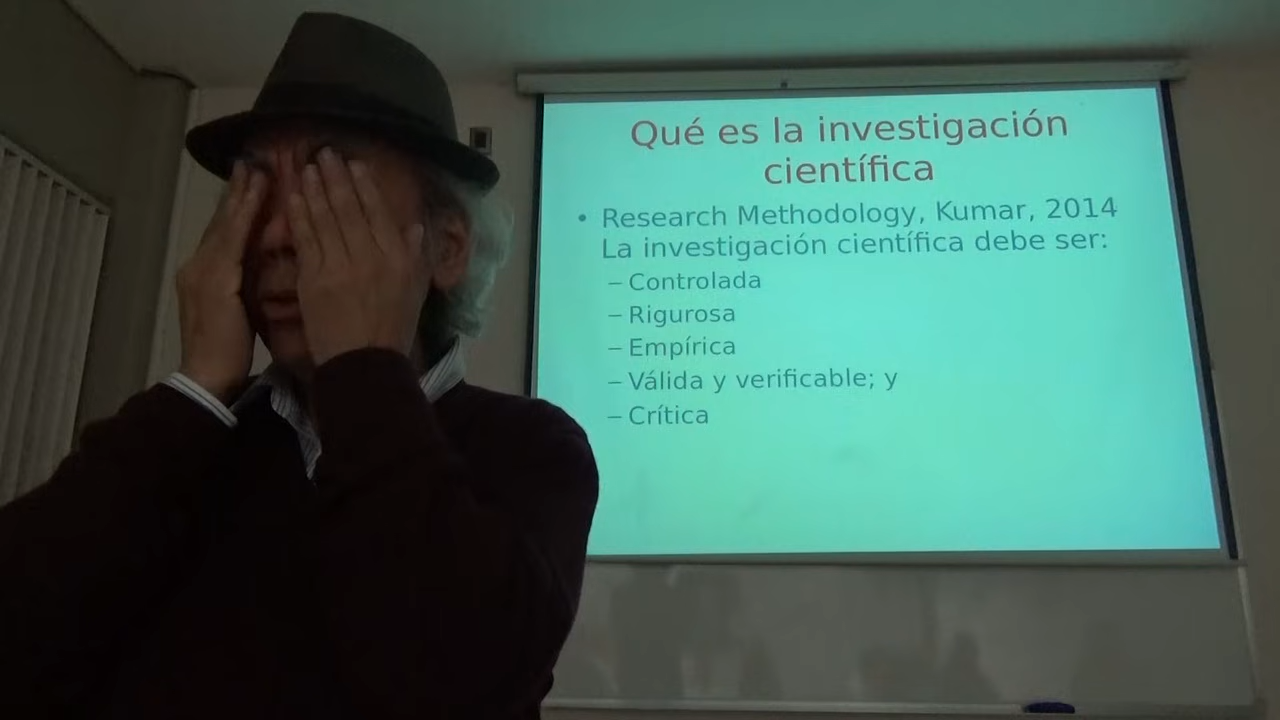 Qué es la investigación
científica
• Research Methodology, Kumar, 2014
La investigación científica debe ser:
– Controlada
– Rigurosa
– Empírica
– Válida y verificable; y
– Crítica